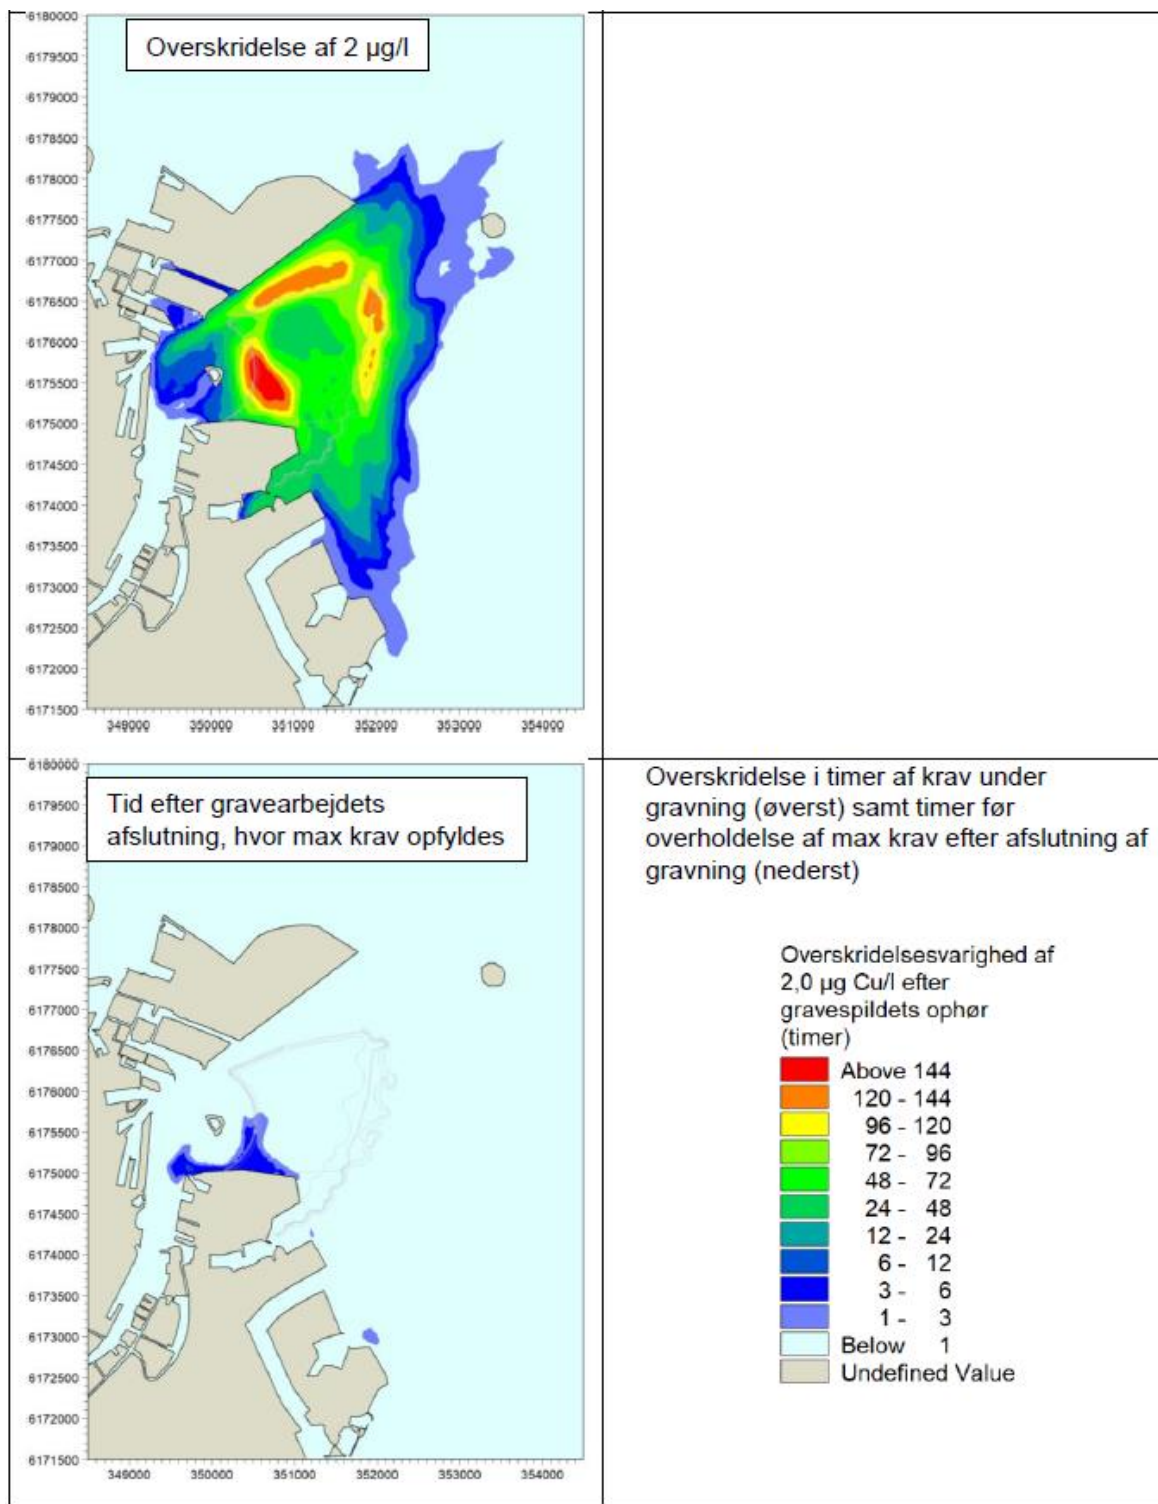 6180000
Overskridelse af 2 µg/l
6179500
6179000
6178500
6178000
6177500
6177000
6176500
6176000
6175500
6175000
6174500
6174000
6173500
6173000
6172500
6172000
6171500
349000 350000 351000 352000 353000 354000
6180000
Tid efter gravearbejdets
afslutning, hvor max krav opfyldes
6179500
6179000
6178500
6178000
6177500
6177000
6176500
6176000
6175500
6175000
6174500
6174000
6173500
6173000
6172500
6172000
6171500
349000 350000 351000 352000 353000 354000
Overskridelse i timer af krav under
gravning (øverst) samt timer før
overholdelse af max krav efter afslutning af
gravning (nederst)
Overskridelsesvarighed af
2,0 µg Cu/l efter
gravespildets ophør
(timer)
Above 144
120 - 144
96 - 120
72 - 96
48 - 72
24 - 48
12 - 24
6 - 12
3 - 6
1 - 3
Below 1
Undefined Value